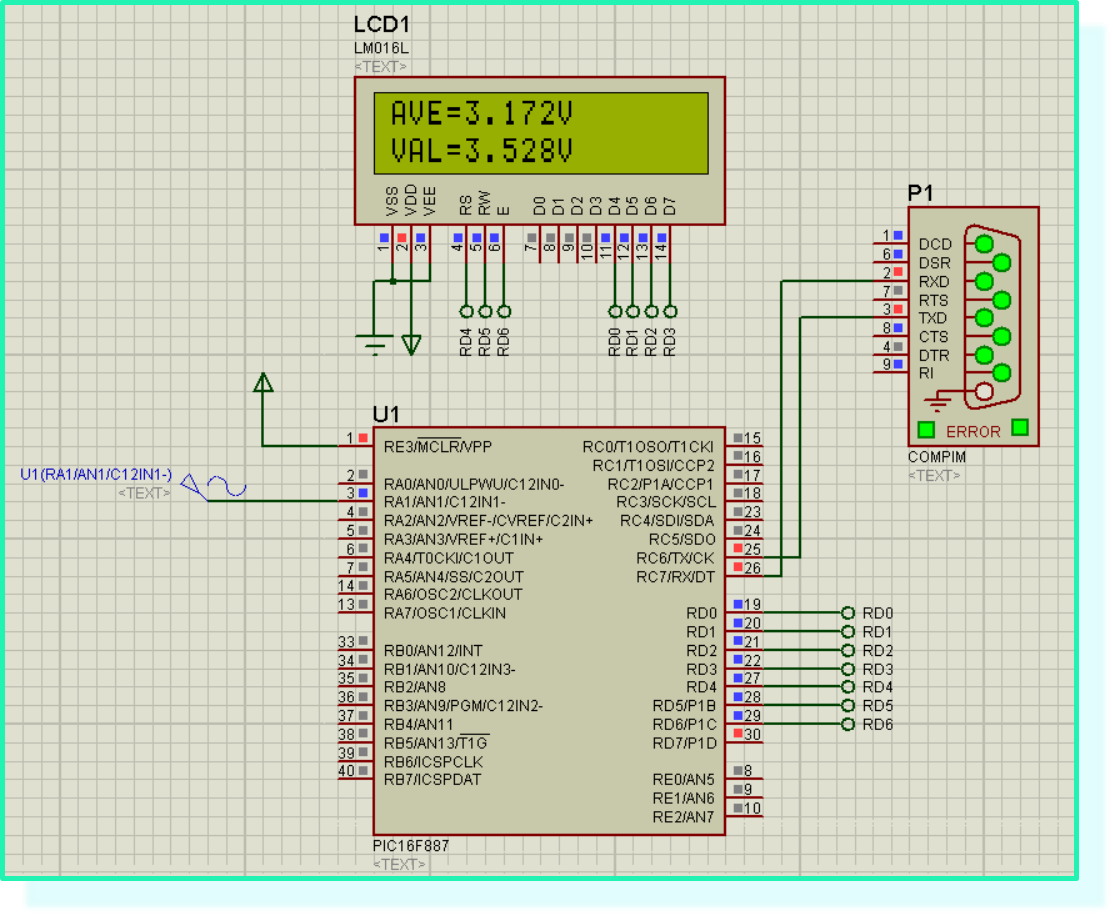 LCD1
LM016L
<TEXT>
AVE=3.172V
VAL=3.528V
VSS
VDD
VEE
RS
RW
E
D0
D1
D2
D3
D4
D5
D6
D7
1
2
3
4
5
6
7
8
9
10
11
12
13
14
RD4
RD5
RD6
RD0
RD1
RD2
RD3
P1
1 DCD
6 DSR
2 RXD
7 RTS
3 TXD
8 CTS
4 DTR
9 RI
ERROR
COMPIM
<TEXT>
U1(RA1/AN1/C12IN1-)
<TEXT>
U1
1 RE3/MCLR/VPP
2 RA0/AN0/ULPWU/C12IN0-
3 RA1/AN1/C12IN1-
4 RA2/AN2/VREF-/CVREF/C2IN+
5 RA3/AN3/VREF+/C1IN+
6 RA4/T0CKI/C1OUT
7 RA5/AN4/SS/C2OUT
14 RA6/OSC2/CLKOUT
13 RA7/OSC1/CLKIN
33 RB0/AN12/INT
34 RB1/AN10/C12IN3-
35 RB2/AN8
36 RB3/AN9/PGM/C12IN2-
37 RB4/AN11
38 RB5/AN13/T1G
39 RB6/ICSPCLK
40 RB7/ICSPDAT
RC0/T1OSO/T1CKI 15
RC1/T1OSI/CCP2 16
RC2/P1A/CCP1 17
RC3/SCK/SCL 18
RC4/SDI/SDA 23
RC5/SDO 24
RC6/TX/CK 25
RC7/RX/DT 26
RD0 19 RD0
RD1 20 RD1
RD2 21 RD2
RD3 22 RD3
RD4 27 RD4
RD5/P1B 28 RD5
RD6/P1C 29 RD6
RD7/P1D 30
RE0/AN5 8
RE1/AN6 9
RE2/AN7 10
PIC16F887
<TEXT>